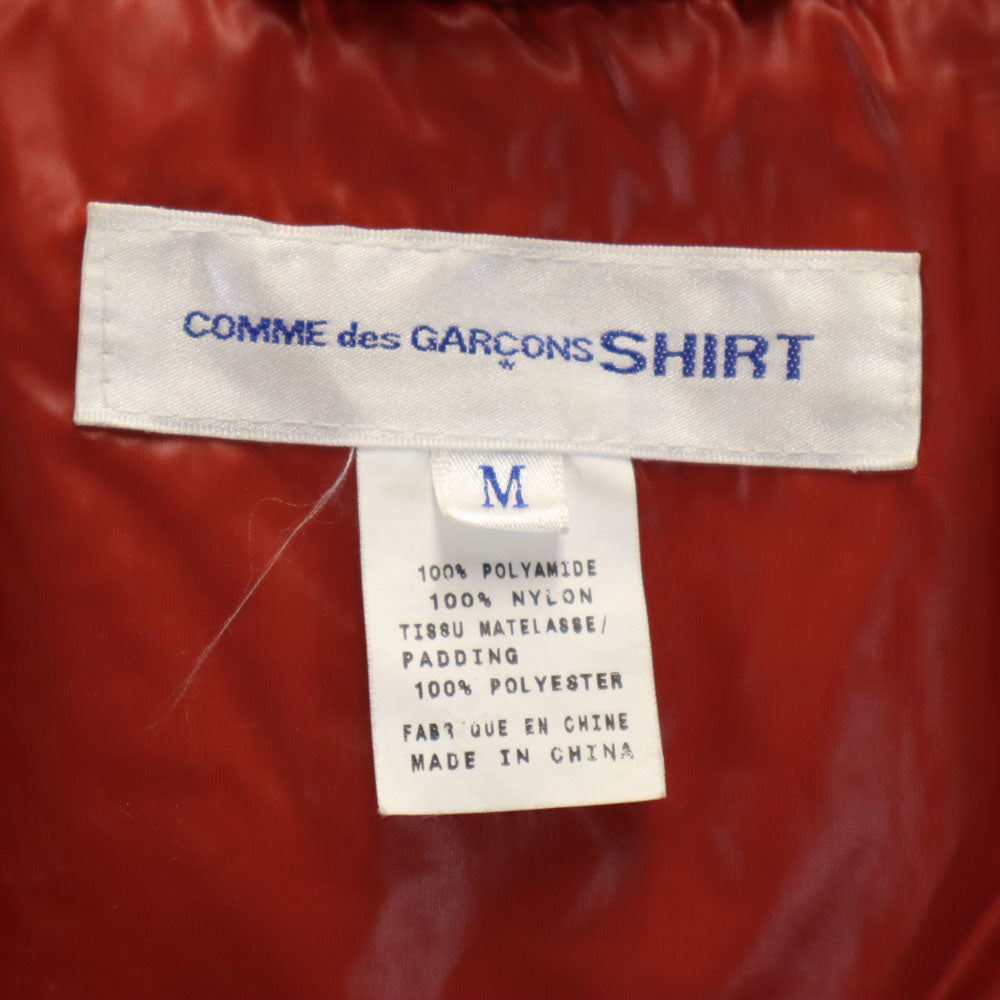 COMME des GARÇONS SHIRT
M
100% POLYAMIDE
100% NYLON
TISSU MATELASSE/
PADDING
100% POLYESTER
FABRIQUE EN CHINE
MADE IN CHINA